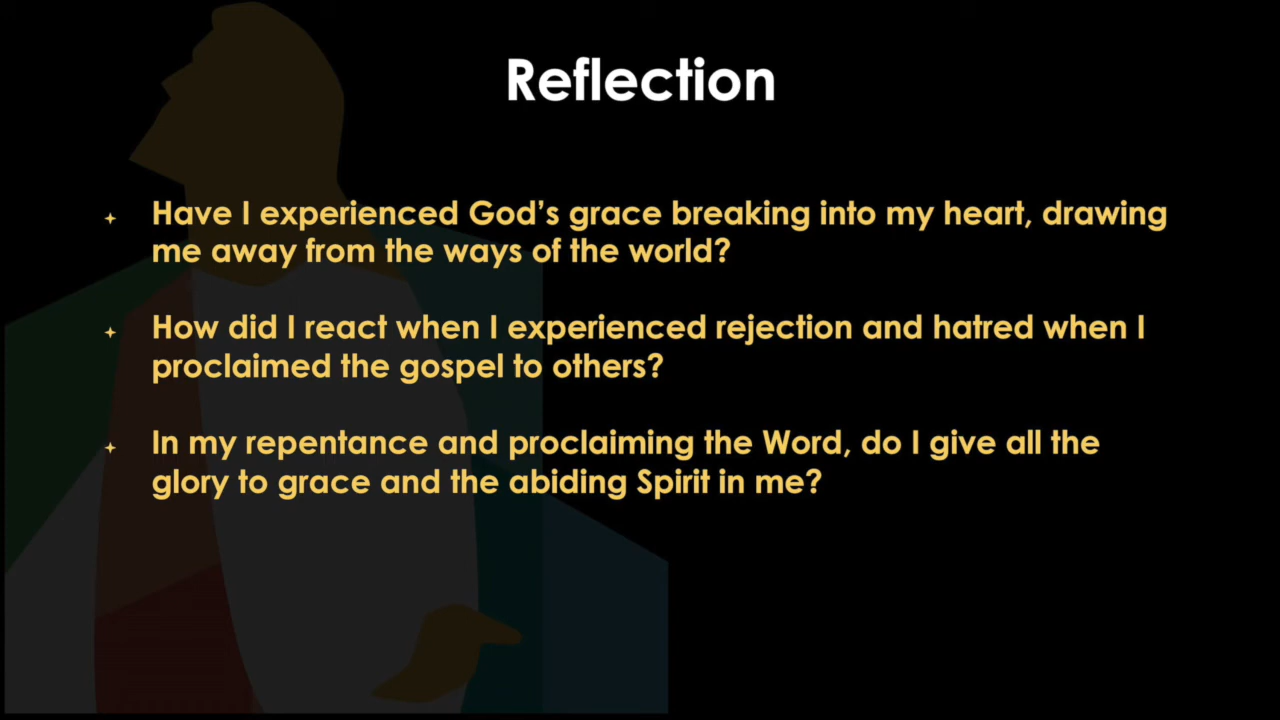 Reflection
Have I experienced God’s grace breaking into my heart, drawing
me away from the ways of the world?
How did I react when I experienced rejection and hatred when I
proclaimed the gospel to others?
In my repentance and proclaiming the Word, do I give all the
glory to grace and the abiding Spirit in me?